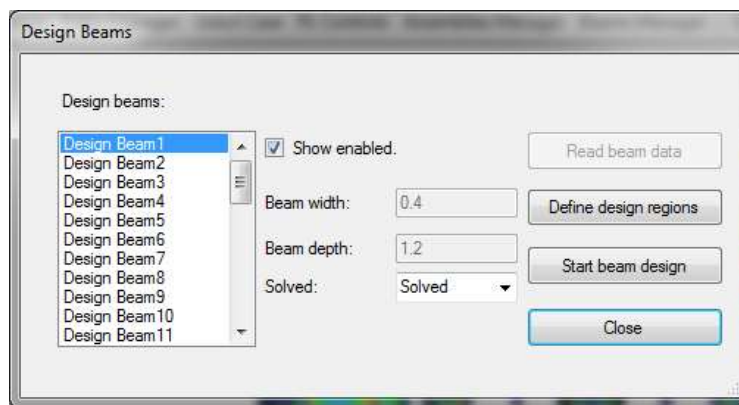 Design Beams
Design beams:
Design Beam1
Design Beam2
Design Beam3
Design Beam4
Design Beam5
Design Beam6
Design Beam7
Design Beam8
Design Beam9
Design Beam10
Design Beam11
Show enabled.
Beam width: 0.4
Beam depth: 1.2
Solved: Solved
Read beam data
Define design regions
Start beam design
Close